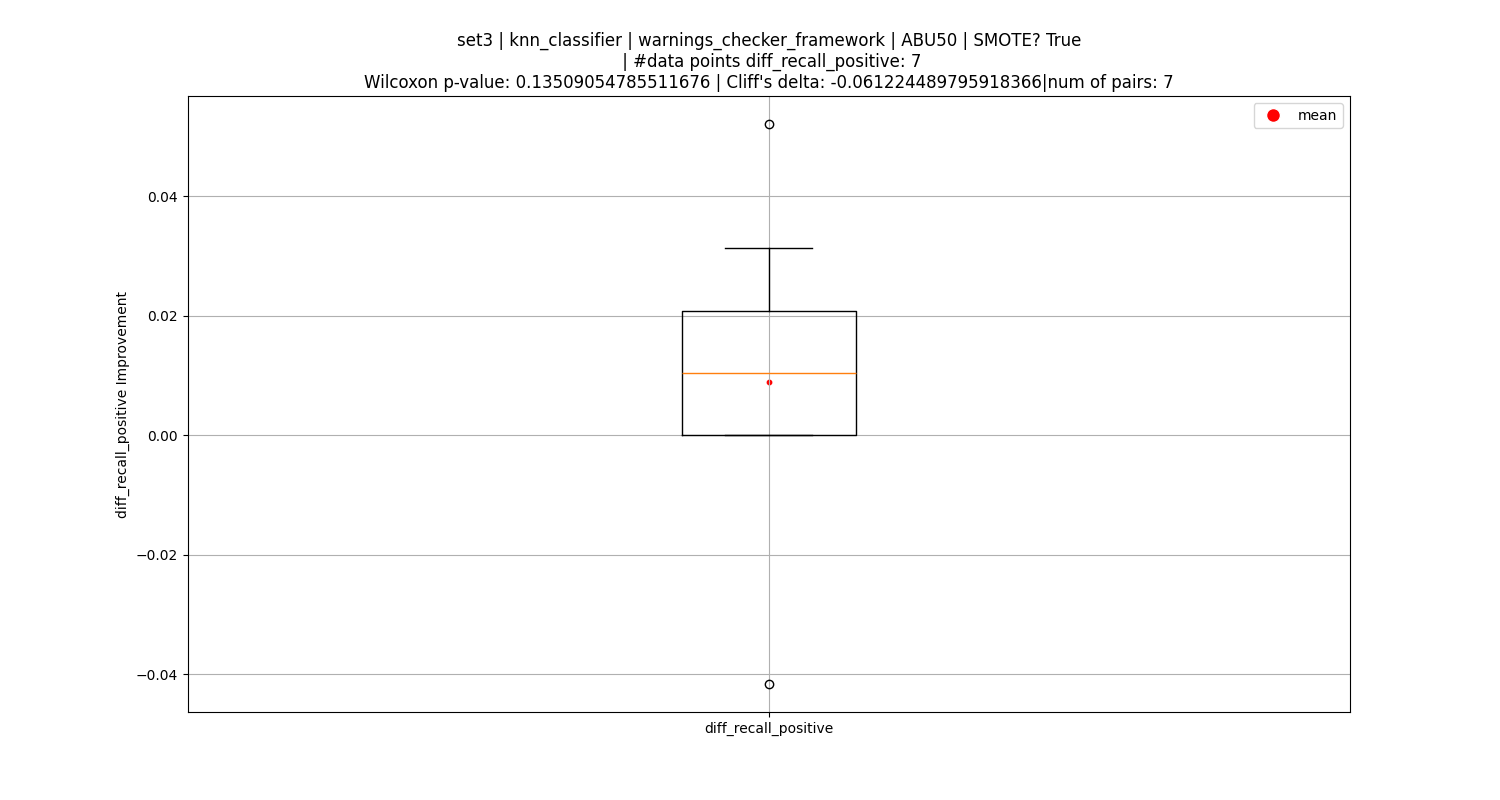 set3 | knn_classifier | warnings_checker_framework | ABU50 | SMOTE? True
| #data points diff_recall_positive: 7
Wilcoxon p-value: 0.13509054785511676 | Cliff's delta: -0.061224489795918366|num of pairs: 7
mean
0.04
0.02
0.00
−0.02
−0.04
diff_recall_positive Improvement
diff_recall_positive